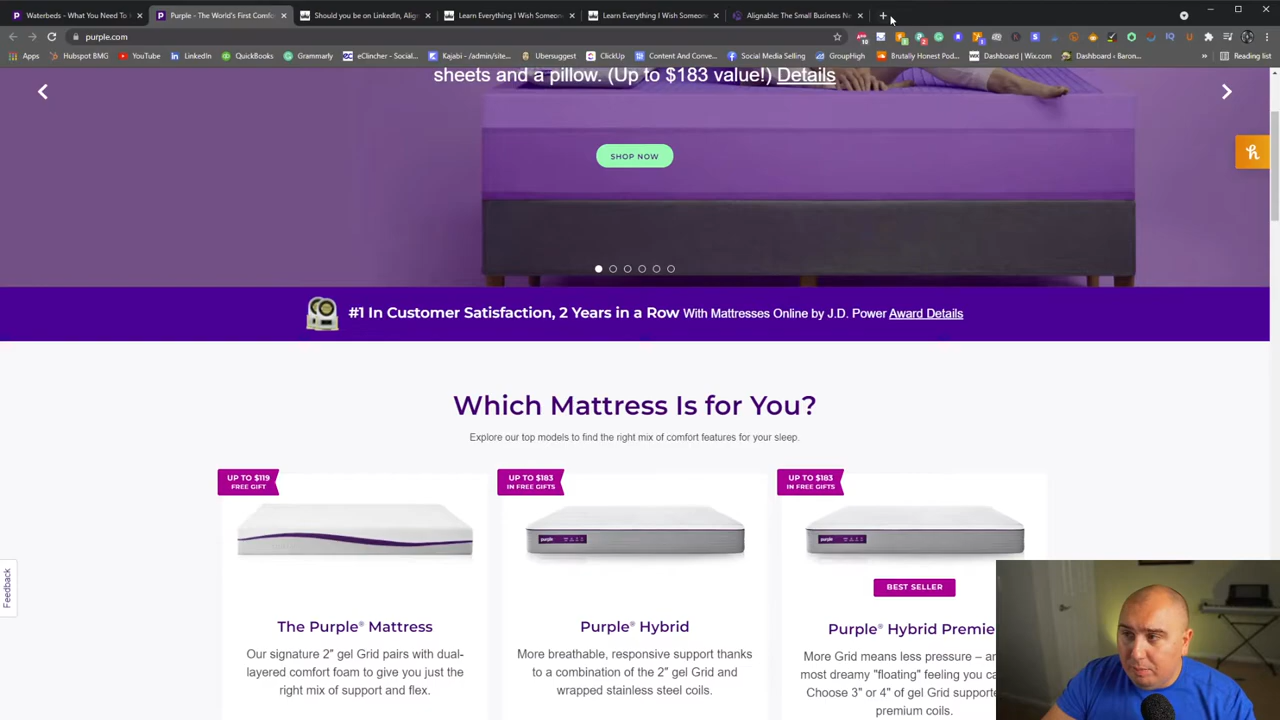 Waterbeds - What You Need To
Purple - The World's First Comfo
Should you be on LinkedIn, Align
Learn Everything I Wish Someon
Learn Everything I Wish Someon
Alignable: The Small Business Ne
purple.com
Apps
Hubspot BMG
YouTube
LinkedIn
QuickBooks
Grammarly
eClincher - Social...
Kajabi - /admin/site...
Ubersuggest
ClickUp
Content And Conve...
Social Media Selling
GroupHigh
Brutally Honest Pod...
Dashboard | Wix.com
Dashboard ‹ Baron...
»
Reading list
sheets and a pillow. (Up to $183 value!) Details
SHOP NOW
#1 In Customer Satisfaction, 2 Years in a Row With Mattresses Online by J.D. Power Award Details
Which Mattress Is for You?
Explore our top models to find the right mix of comfort features for your sleep.
UP TO $119
FREE GIFT
UP TO $183
IN FREE GIFTS
UP TO $183
IN FREE GIFTS
purple
purple
BEST SELLER
The Purple® Mattress
Our signature 2" gel Grid pairs with dual-
layered comfort foam to give you just the
right mix of support and flex.
Purple® Hybrid
More breathable, responsive support thanks
to a combination of the 2" gel Grid and
wrapped stainless steel coils.
Purple® Hybrid Premie
More Grid means less pressure – a
most dreamy "floating" feeling you ca
Choose 3" or 4" of gel Grid supporte
premium coils.
Feedback